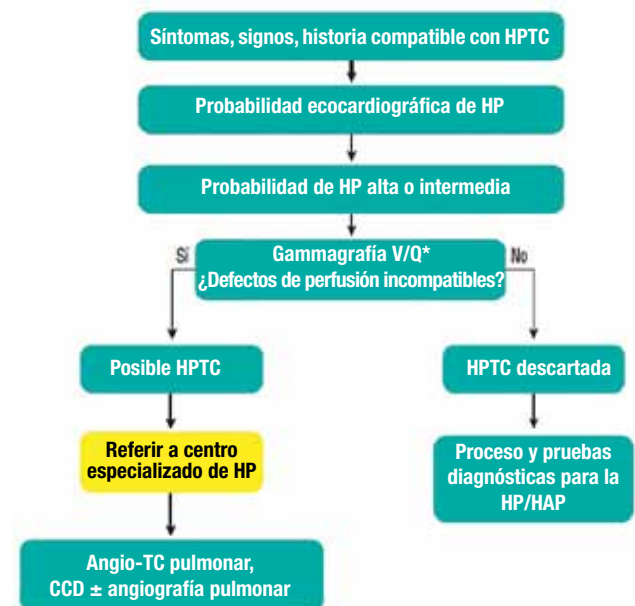 Síntomas, signos, historia compatible con HPTC
Probabilidad ecocardiográfica de HP
Probabilidad de HP alta o intermedia
Sí
Gammagrafía V/Q*
¿Defectos de perfusión incompatibles?
No
Posible HPTC
HPTC descartada
Referir a centro
especializado de HP
Proceso y pruebas
diagnósticas para la
HP/HAP
Angio-TC pulmonar,
CCD ± angiografía pulmonar